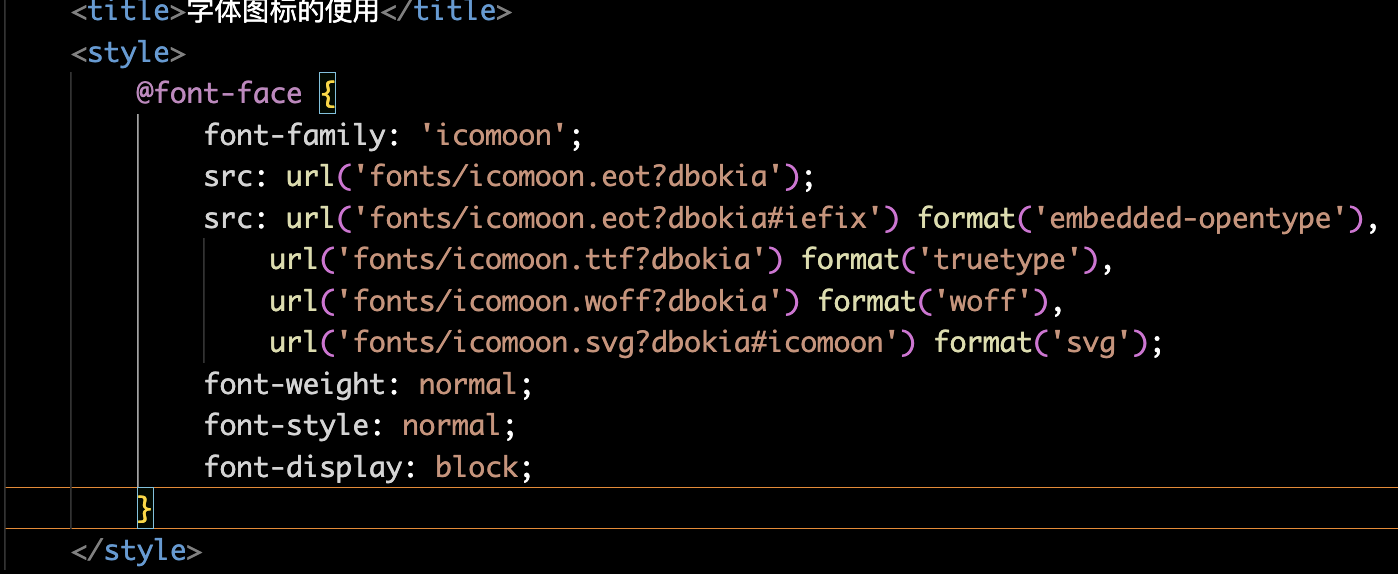 <title>字体图标的使用</title>
<style>
@font-face {
font-family: 'icomoon';
src: url('fonts/icomoon.eot?dbokia');
src: url('fonts/icomoon.eot?dbokia#iefix') format('embedded-opentype'),
url('fonts/icomoon.ttf?dbokia') format('truetype'),
url('fonts/icomoon.woff?dbokia') format('woff'),
url('fonts/icomoon.svg?dbokia#icomoon') format('svg');
font-weight: normal;
font-style: normal;
font-display: block;
}
</style>